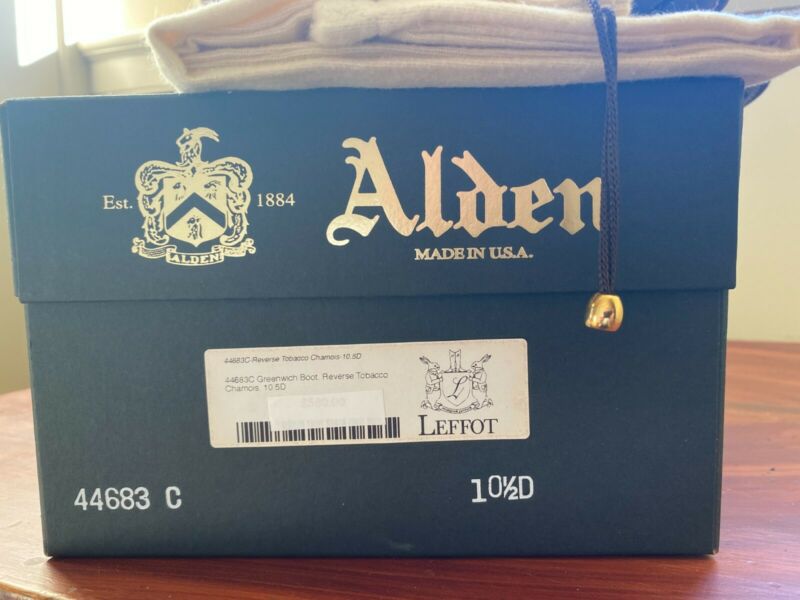 Est. 1884
ALDEN
Alden
MADE IN U.S.A.
44683C-Reverse Tobacco Chamois-10.5D
44683C Greenwich Boot, Reverse Tobacco
Chamois, 10.5D
L
LEFFOT
44683 C
10½D